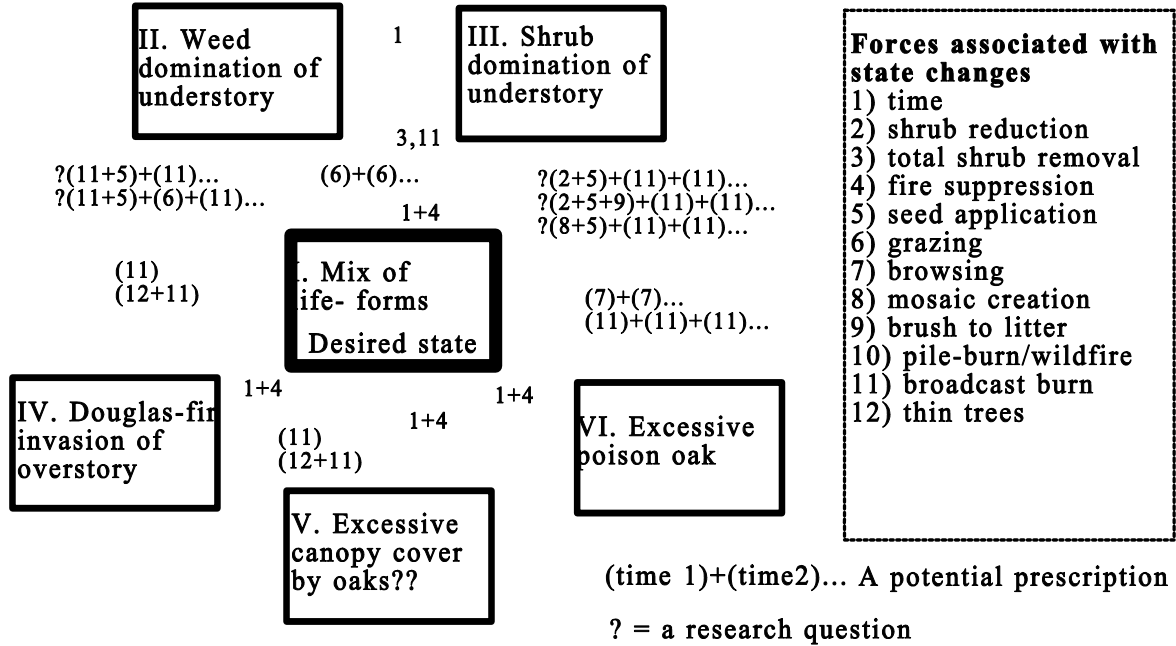 II. Weed
domination of
understory
1
III. Shrub
domination of
understory
3,11
?(11+5)+(11)...
?(11+5)+(6)+(11)...
(6)+(6)...
?(2+5)+(11)+(11)...
?(2+5+9)+(11)+(11)...
?(8+5)+(11)+(11)...
1+4
(11)
(12+11)
I. Mix of
life- forms
Desired state
(7)+(7)...
(11)+(11)+(11)...
IV. Douglas-fir
invasion of
overstory
1+4
1+4
1+4
(11)
(12+11)
VI. Excessive
poison oak
V. Excessive
canopy cover
by oaks??
Forces associated with
state changes
1) time
2) shrub reduction
3) total shrub removal
4) fire suppression
5) seed application
6) grazing
7) browsing
8) mosaic creation
9) brush to litter
10) pile-burn/wildfire
11) broadcast burn
12) thin trees
(time 1)+(time2)... A potential prescription
? = a research question